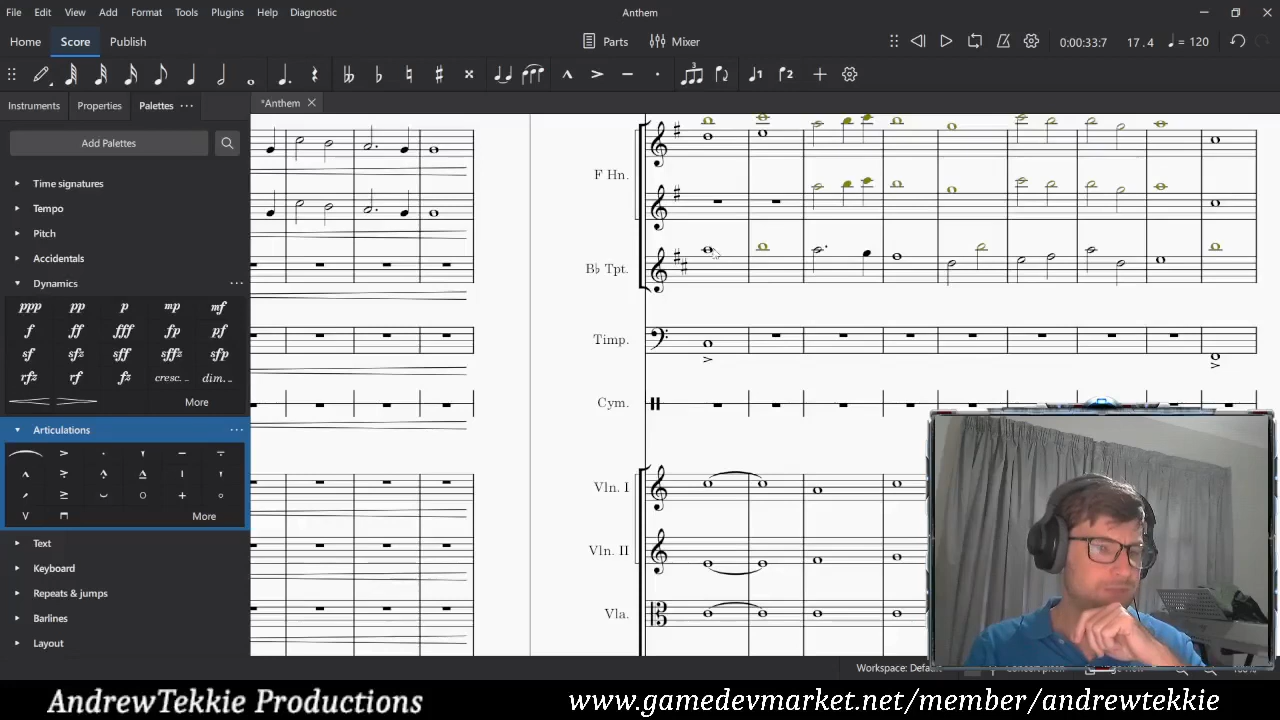 File Edit View Add Format Tools Plugins Help Diagnostic
Anthem
Home Score Publish
Parts Mixer
0:00:33:7 17. 4 = 120
Instruments Properties Palettes
*Anthem
Add Palettes
Time signatures
Tempo
Pitch
Accidentals
Dynamics
ppp pp p mp mf
f ff fff fp pf
sf sfz sff sffz sfp
rfz rf fz cresc. _ dim. _
More
Articulations
More
Text
Keyboard
Repeats & jumps
Barlines
Layout
F Hn.
B♭ Tpt.
Timp.
Cym.
Vln. I
Vln. II
Vla.
AndrewTekkie Productions
www.gamedevmarket.net/member/andrewtekkie